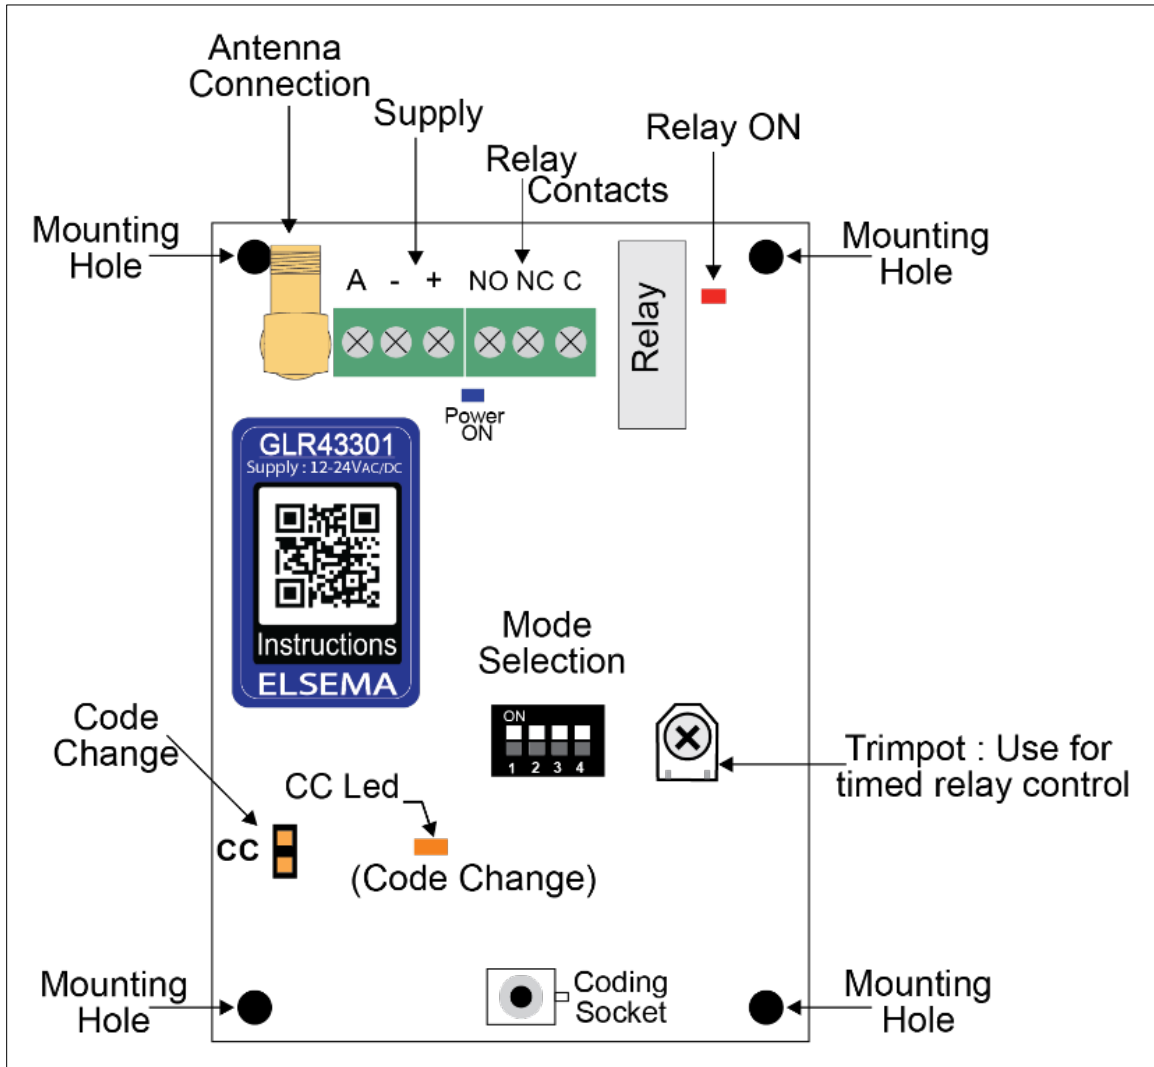 Antenna
Connection
Supply
Relay
Contacts
Relay ON
Mounting
Hole
Mounting
Hole
A - + NO NC C
Relay
Power
ON
GLR43301
Supply : 12-24VAC/DC
Instructions
ELSEMA
Mode
Selection
ON
1 2 3 4
Trimpot : Use for
timed relay control
Code
Change
CC Led
CC
(Code Change)
Mounting
Hole
Coding
Socket
Mounting
Hole